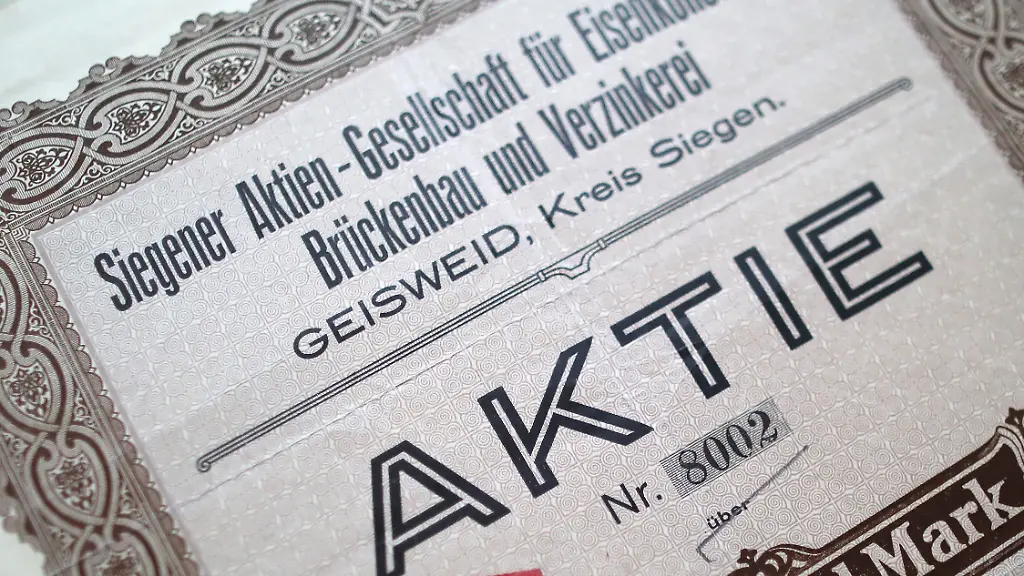 Siegener Aktien-Gesellschaft für
Brückenbau und Verzinkerei
GEISWEID, Kreis Siegen.
AKTIE
Nr. 8002
über
Mark